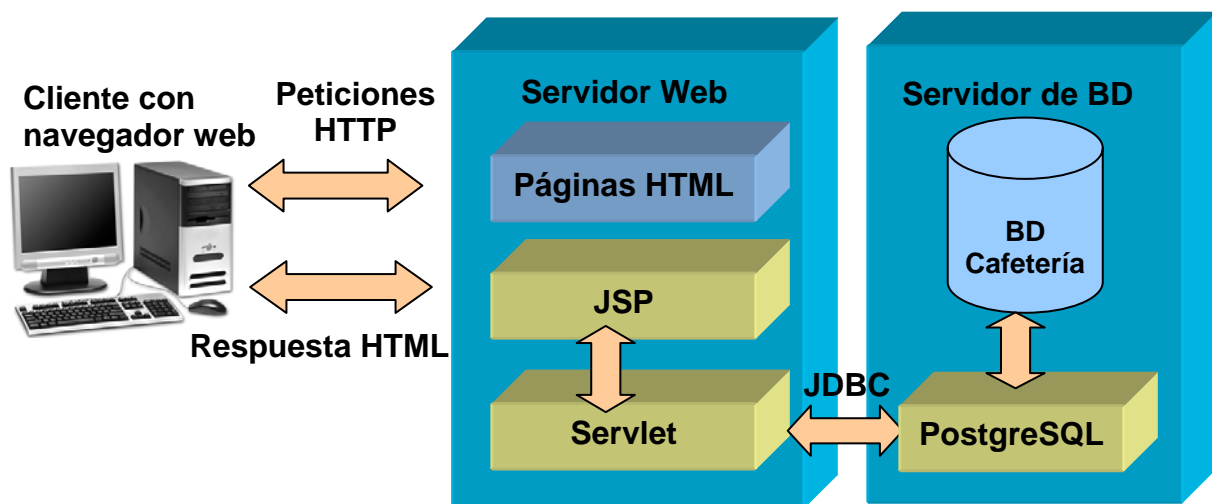 Cliente con
navegador web
Peticiones
HTTP
Respuesta HTML
Servidor Web
Páginas HTML
JSP
Servlet
JDBC
Servidor de BD
BD
Cafetería
PostgreSQL